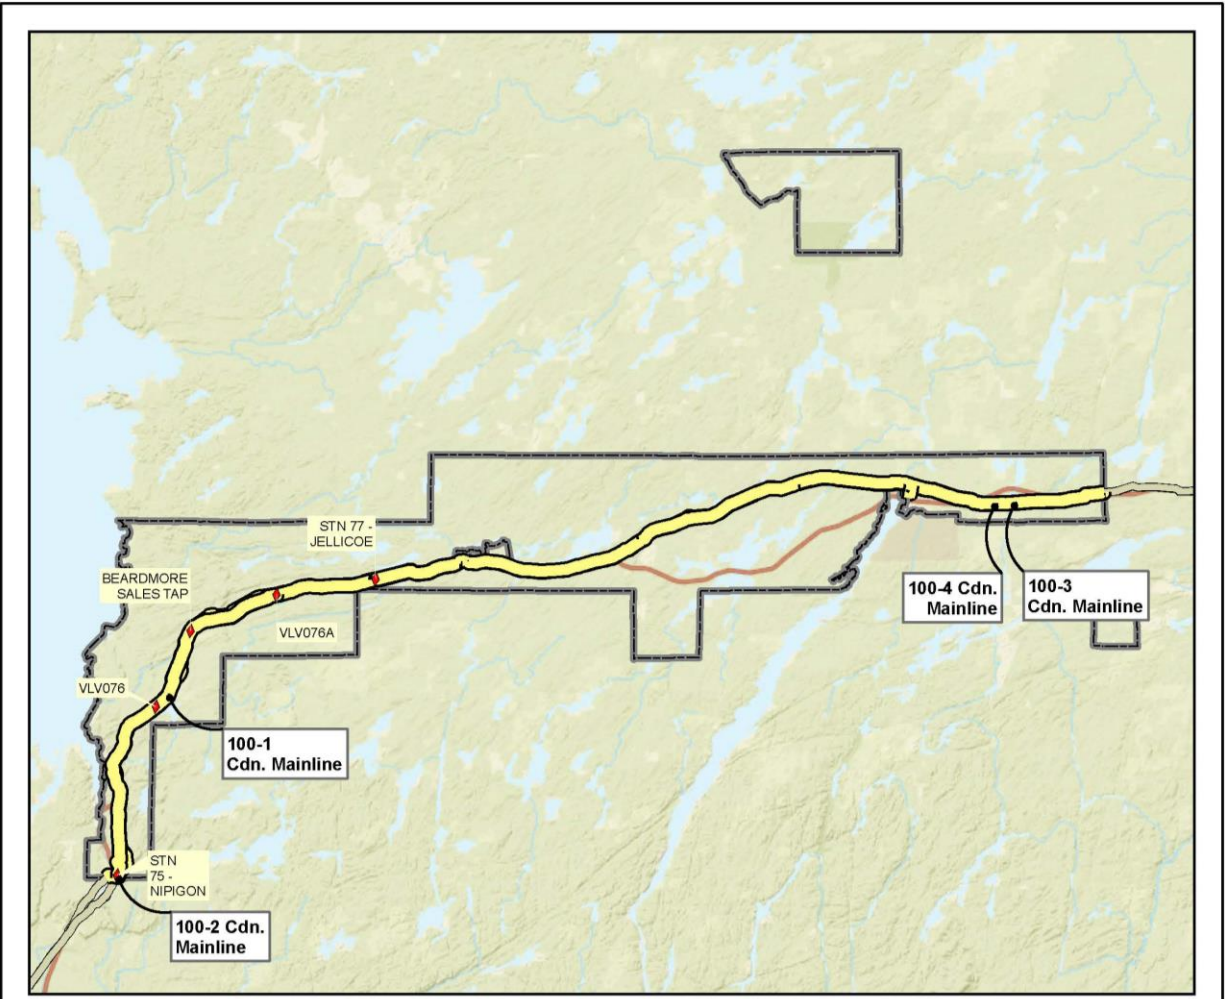 STN 77 -
JELLICOE
BEARDMORE
SALES TAP
VLV076A
VLV076
100-4 Cdn.
Mainline
100-3
Cdn. Mainline
100-1
Cdn. Mainline
STN
75 -
NIPIGON
100-2 Cdn.
Mainline